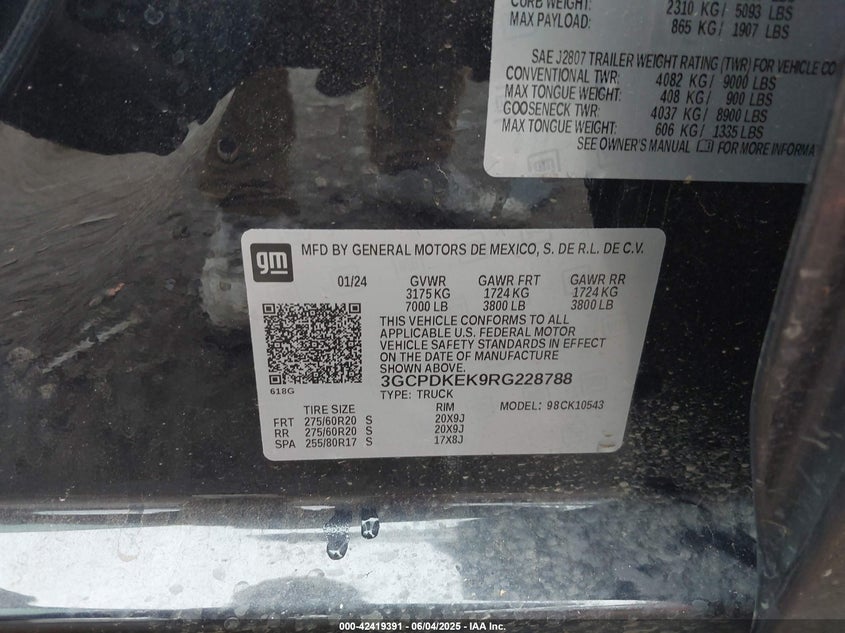 CURB WEIGHT: 2310 KG / 5093 LBS
MAX PAYLOAD: 865 KG / 1907 LBS
SAE J2807 TRAILER WEIGHT RATING (TWR) FOR VEHICLE CO
CONVENTIONAL TWR: 4082 KG / 9000 LBS
MAX TONGUE WEIGHT: 408 KG / 900 LBS
GOOSENECK TWR: 4037 KG / 8900 LBS
MAX TONGUE WEIGHT: 606 KG / 1335 LBS
SEE OWNER'S MANUAL FOR MORE INFORMA
gm MFD BY GENERAL MOTORS DE MEXICO, S. DE R.L. DE C.V.
01/24 GVWR GAWR FRT GAWR RR
3175 KG 1724 KG 1724 KG
7000 LB 3800 LB 3800 LB
THIS VEHICLE CONFORMS TO ALL
APPLICABLE U.S. FEDERAL MOTOR
VEHICLE SAFETY STANDARDS IN EFFECT
ON THE DATE OF MANUFACTURE
SHOWN ABOVE.
618G
3GCPDKEK9RG228788
TYPE: TRUCK MODEL: 98CK10543
TIRE SIZE RIM
FRT 275/60R20 S 20X9J
RR 275/60R20 S 20X9J
SPA 255/80R17 S 17X8J
000-42419391 - 06/04/2025 - IAA Inc.